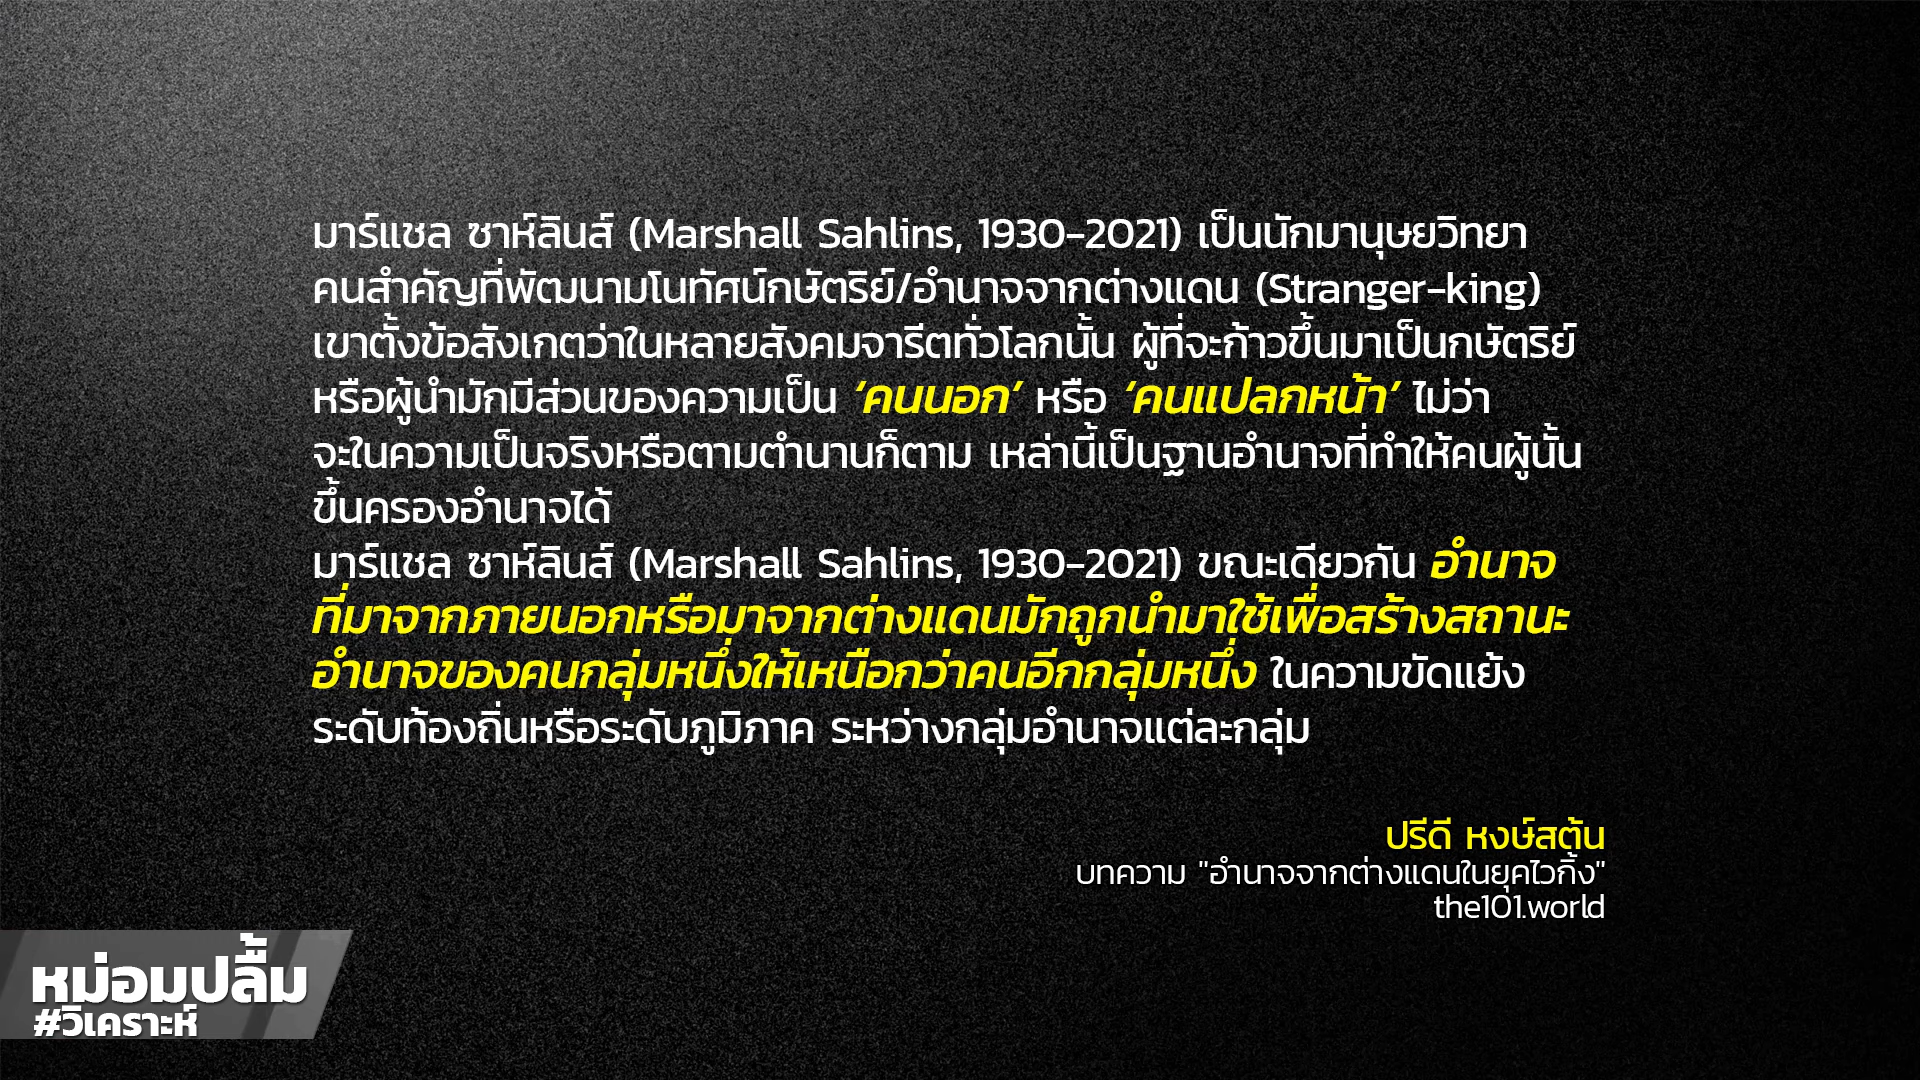 มาร์แชล ซาห์ลินส์ (Marshall Sahlins, 1930-2021) เป็นนักมานุษยวิทยา
คนสำคัญที่พัฒนามโนทัศน์กษัตริย์/อำนาจจากต่างแดน (Stranger-king)
เขาตั้งข้อสังเกตว่าในหลายสังคมจารีตทั่วโลกนั้น ผู้ที่จะก้าวขึ้นมาเป็นกษัตริย์
หรือผู้นำมักมีส่วนของความเป็น ‘คนนอก’ หรือ ‘คนแปลกหน้า’ ไม่ว่า
จะในความเป็นจริงหรือตามตำนานก็ตาม เหล่านี้เป็นฐานอำนาจที่ทำให้คนผู้นั้น
ขึ้นครองอำนาจได้
มาร์แชล ซาห์ลินส์ (Marshall Sahlins, 1930-2021) ขณะเดียวกัน อำนาจ
ที่มาจากภายนอกหรือมาจากต่างแดนมักถูกนำมาใช้เพื่อสร้างสถานะ
อำนาจของคนกลุ่มหนึ่งให้เหนือกว่าคนอีกกลุ่มหนึ่ง ในความขัดแย้ง
ระดับท้องถิ่นหรือระดับภูมิภาค ระหว่างกลุ่มอำนาจแต่ละกลุ่ม
ปรีดี หงษ์สต้น
บทความ "อำนาจจากต่างแดนในยุคไวกิ้ง"
the101.world
หม่อมปลื้ม
#วิเคราะห์